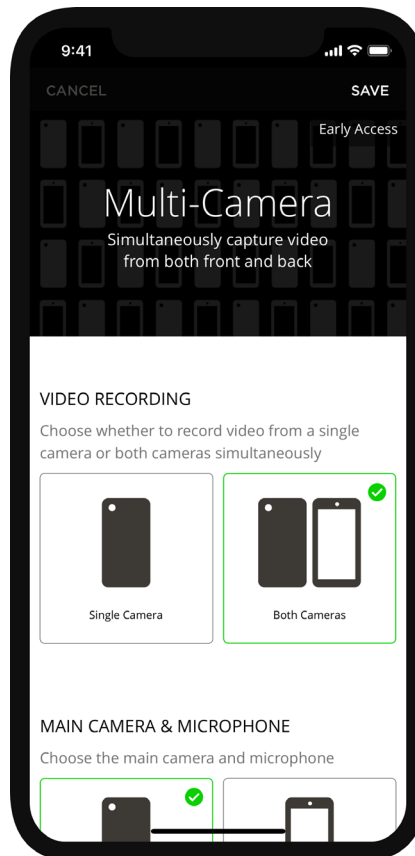 9:41
CANCEL
SAVE
Early Access
Multi-Camera
Simultaneously capture video
from both front and back
VIDEO RECORDING
Choose whether to record video from a single
camera or both cameras simultaneously
Single Camera
Both Cameras
MAIN CAMERA & MICROPHONE
Choose the main camera and microphone